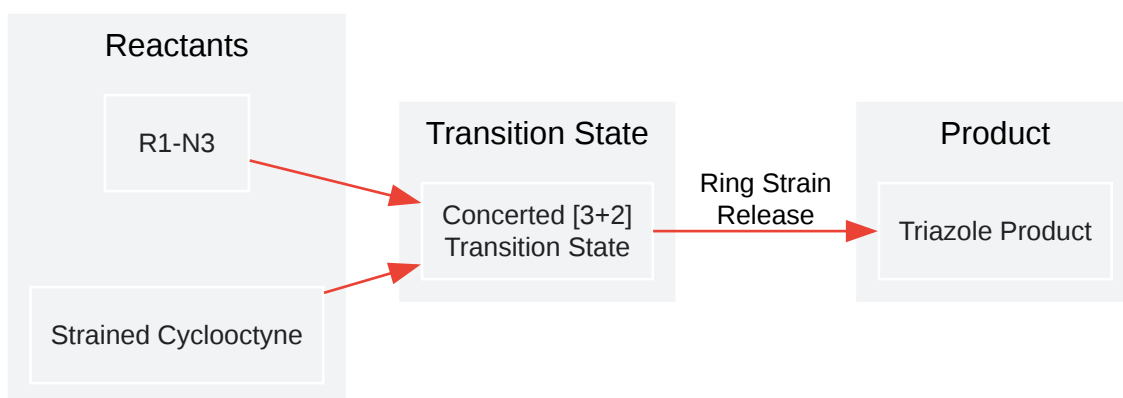 Reactants
R1-N3
Strained Cyclooctyne
Transition State
Concerted [3+2]
Transition State
Ring Strain
Release
Product
Triazole Product